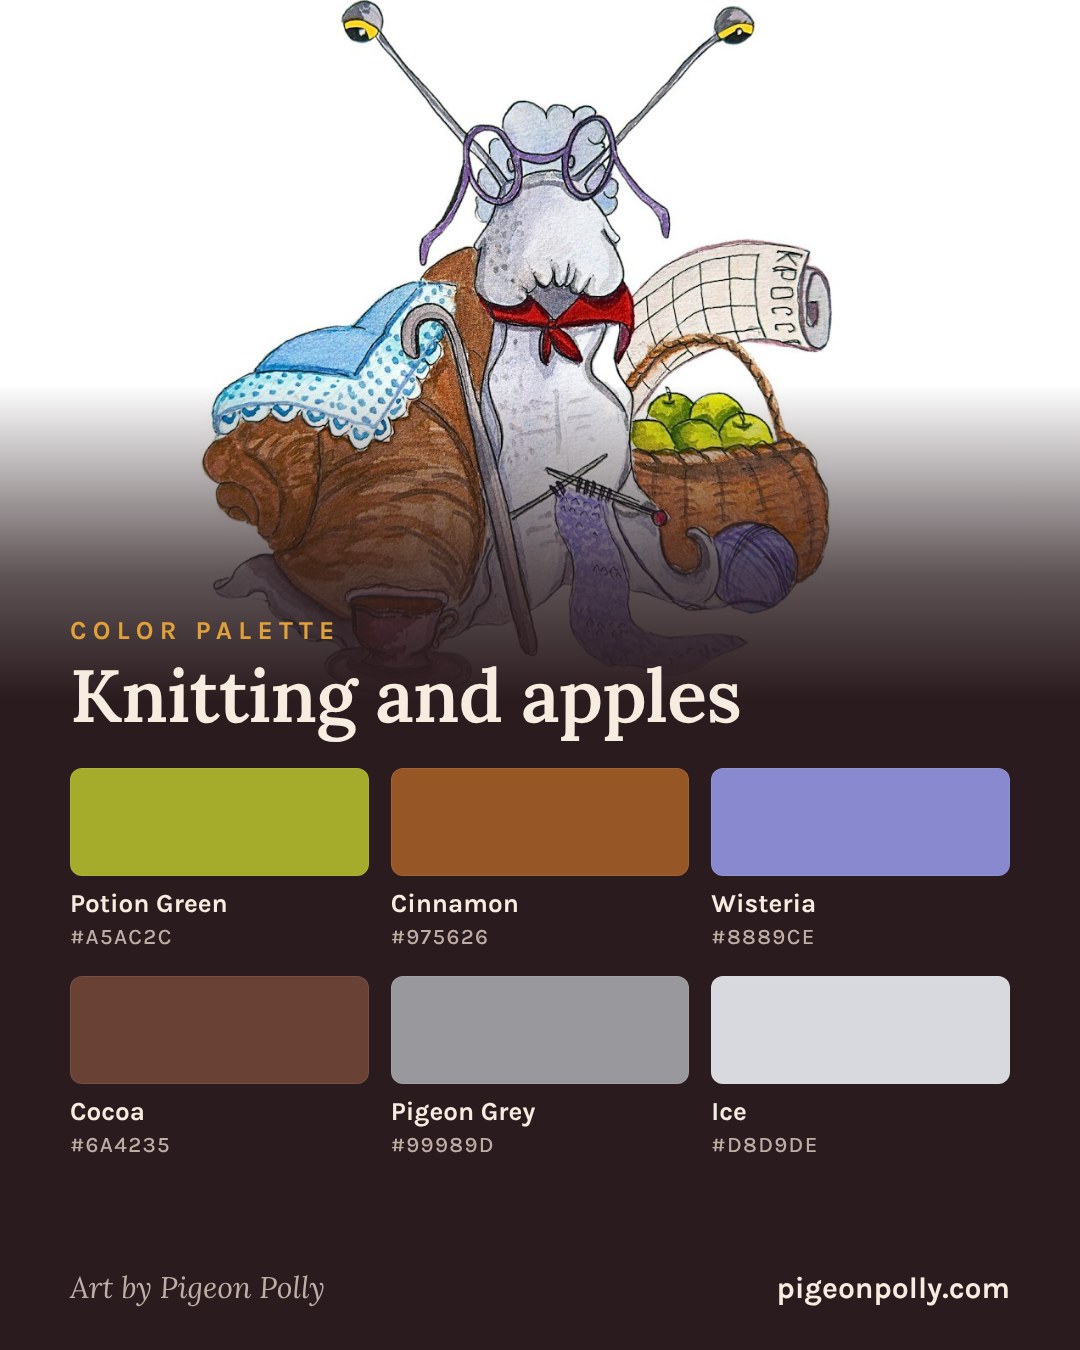 КРОСС
COLOR PALETTE
Knitting and apples
Potion Green
Cinnamon
Wisteria
#A5AC2C
#975626
#8889CE
Cocoa
Pigeon Grey
Ice
#6A4235
#99989D
#D8D9DE
Art by Pigeon Polly
pigeonpolly.com